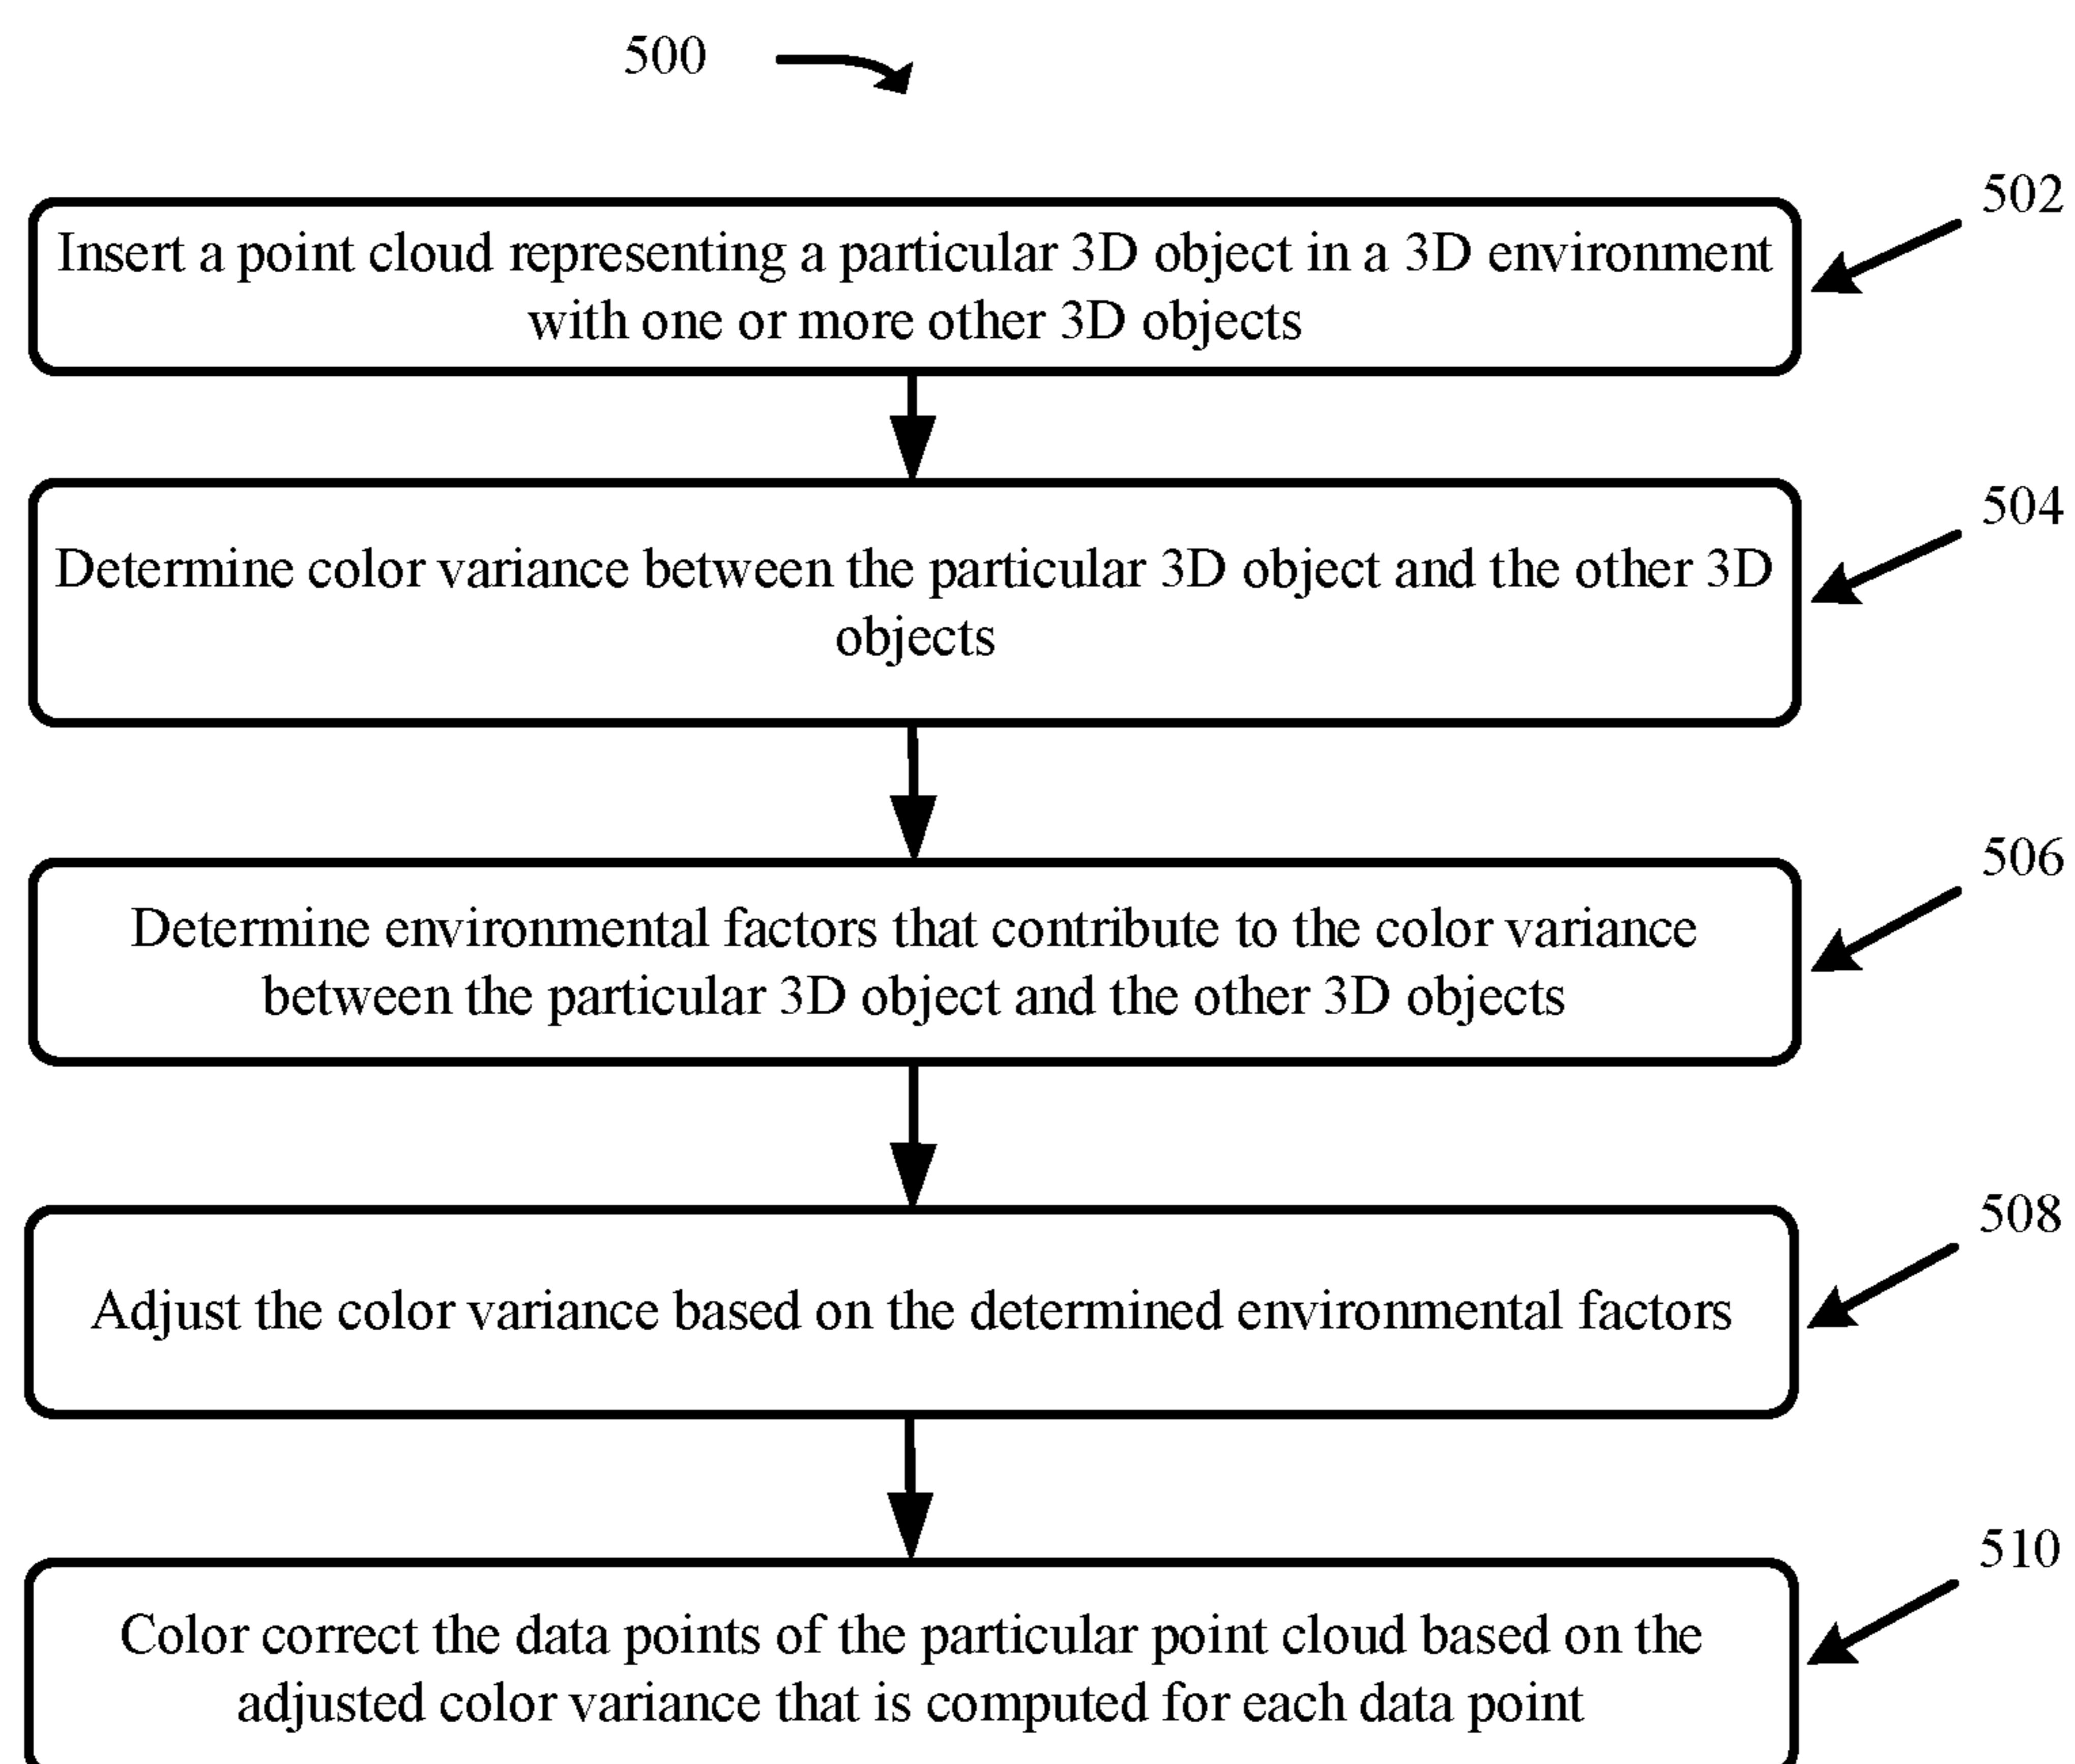 500
502
Insert a point cloud representing a particular 3D object in a 3D environment
with one or more other 3D objects
504
Determine color variance between the particular 3D object and the other 3D
objects
506
Determine environmental factors that contribute to the color variance
between the particular 3D object and the other 3D objects
508
Adjust the color variance based on the determined environmental factors
510
Color correct the data points of the particular point cloud based on the
adjusted color variance that is computed for each data point